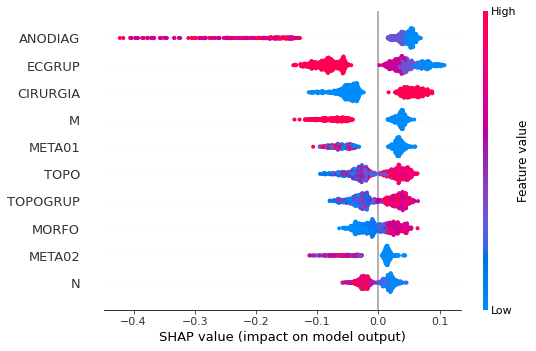 High
ANODIAG
ECGRUP
CIRURGIA
M
META01
TOPO
TOPOGRUP
MORFO
META02
N
Feature value
Low
−0.4 −0.3 −0.2 −0.1 0.0 0.1
SHAP value (impact on model output)